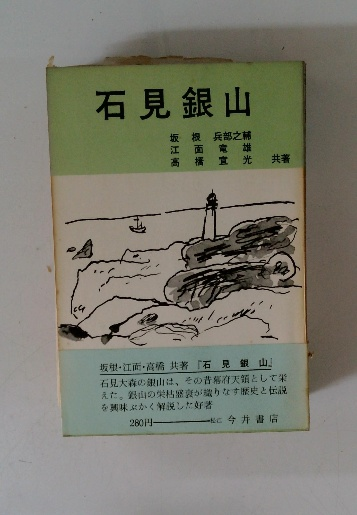 石見銀山
坂根 兵部之輔
江面 竜雄
高橋 宣光 共著
坂根・江面・高橋 共著 『石見銀山』
石見大森の銀山は、その昔幕府天領として栄
えた。銀山の栄枯盛衰が織りなす歴史と伝説
を興味ぶかく解説した好著
280円 松江 今井書店